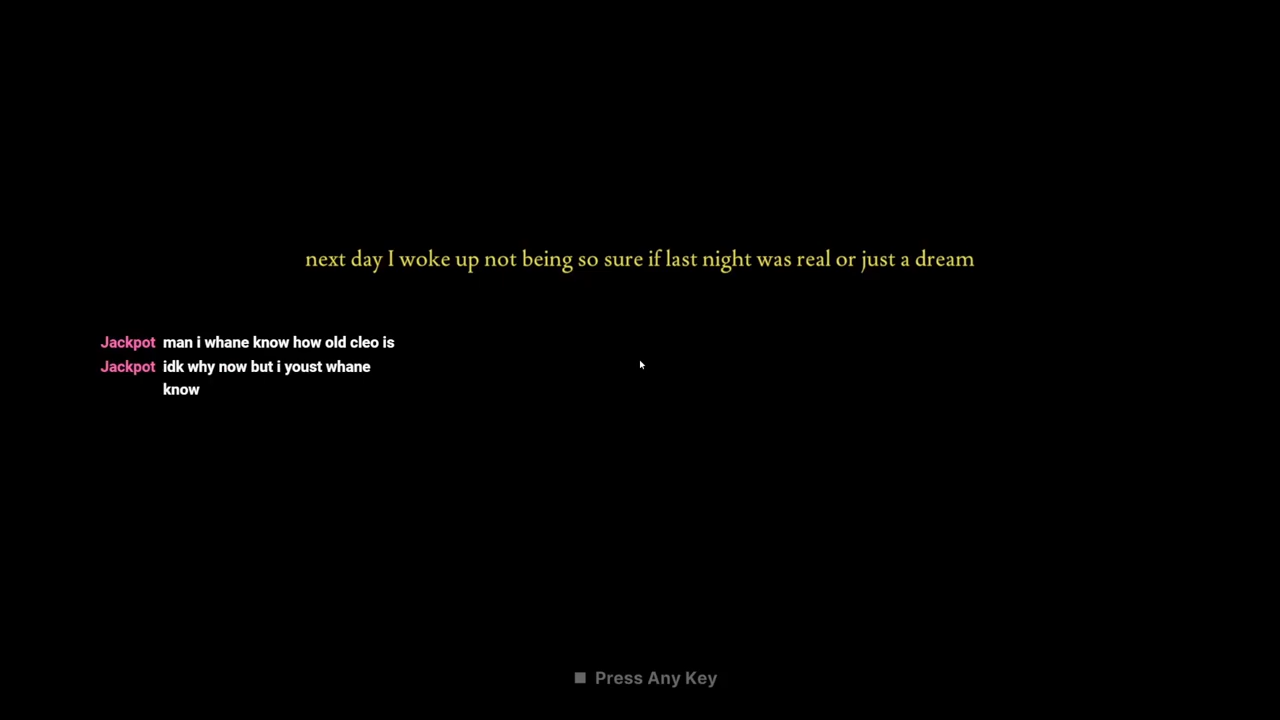 next day I woke up not being so sure if last night was real or just a dream
Jackpot man i whane know how old cleo is
Jackpot idk why now but i youst whane
know
Press Any Key